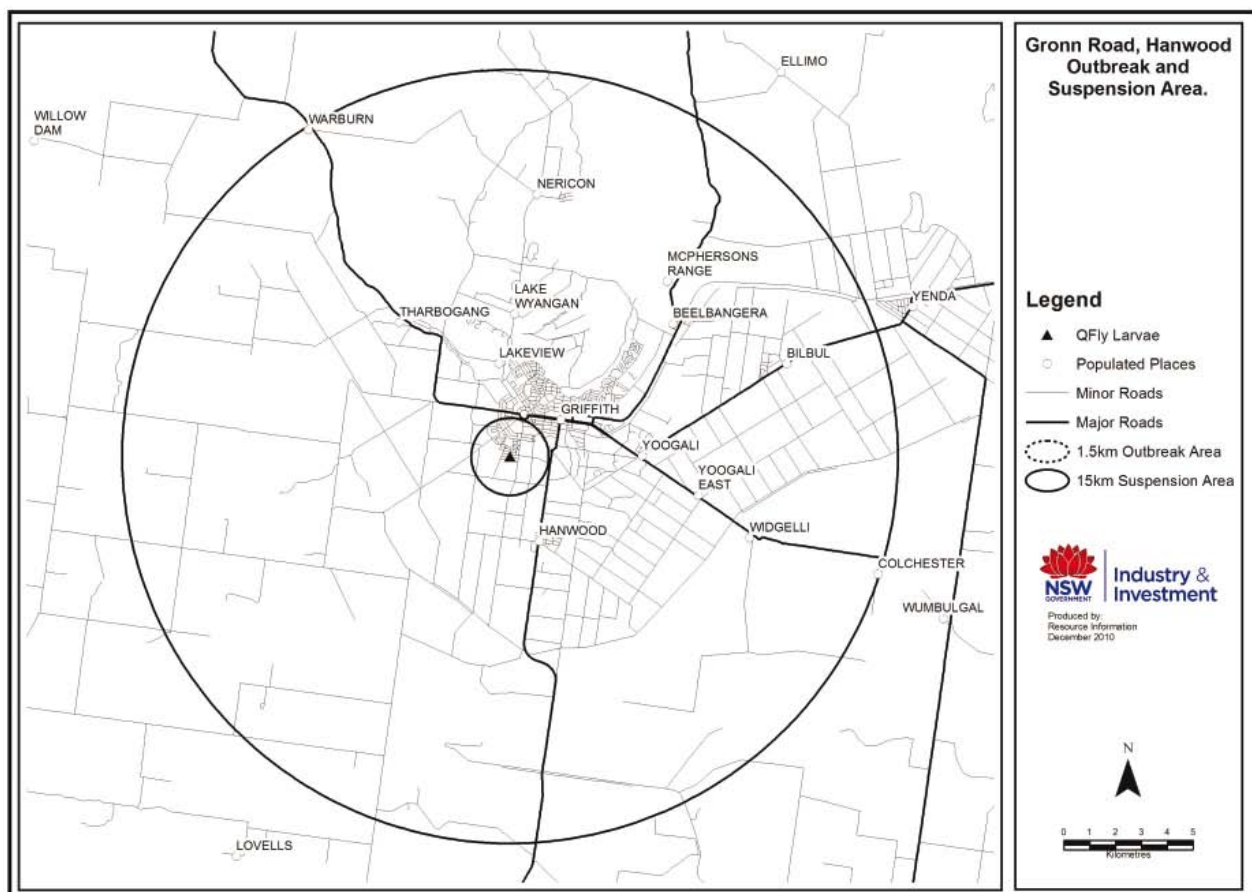 Gronn Road, Hanwood
Outbreak and
Suspension Area.
ELLIMO
WILLOW
DAM
WARBURN
NERICON
MCPHERSONS
RANGE
LAKE
WYANGAN
YENDA
THARBOGANG
BEELBANGERA
LAKEVIEW
BILBUL
GRIFFITH
YOOGALI
YOOGALI
EAST
HANWOOD
WIDGELLI
COLCHESTER
WUMBULGAL
LOVELLS
Legend
QFly Larvae
Populated Places
Minor Roads
Major Roads
1.5km Outbreak Area
15km Suspension Area
NSW
GOVERNMENT
Industry &
Investment
Produced by:
Resource Information
December 2010
N
0 1 2 3 4 5
Kilometres